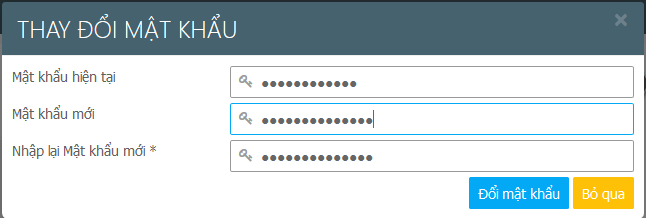 THAY ĐỔI MẬT KHẨU
Mật khẩu hiện tại
••••••••••••
Mật khẩu mới
••••••••••••••
Nhập lại Mật khẩu mới *
••••••••••••••
Đổi mật khẩu Bỏ qua